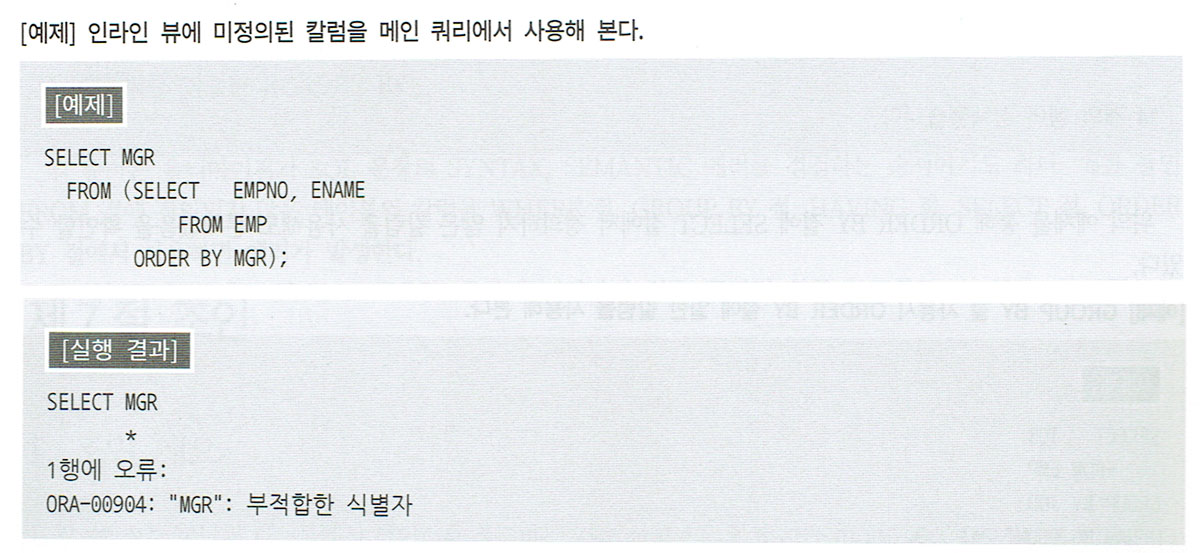 [예제] 인라인 뷰에 미정의된 칼럼을 메인 쿼리에서 사용해 본다.
[예제]
SELECT MGR
FROM (SELECT EMPNO, ENAME
FROM EMP
ORDER BY MGR);
[실행 결과]
SELECT MGR
*
1행에 오류:
ORA-00904: "MGR": 부적합한 식별자